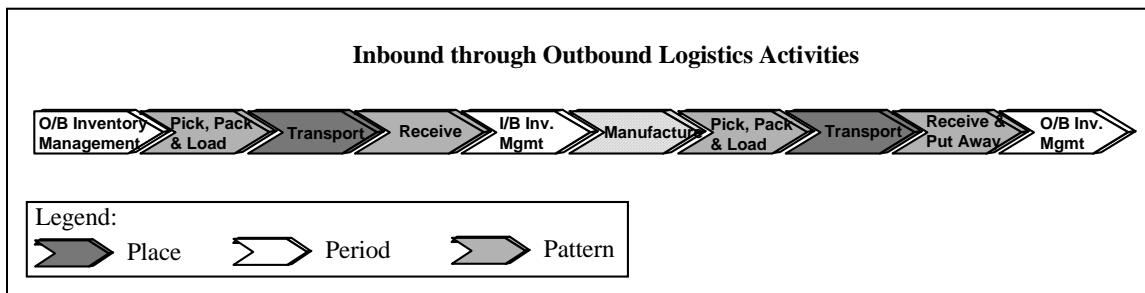 Inbound through Outbound Logistics Activities
O/B Inventory
Management
Pick, Pack
& Load
Transport
Receive
I/B Inv.
Mgmt
Manufacture
Pick, Pack
& Load
Transport
Receive &
Put Away
O/B Inv.
Mgmt
Legend:
Place
Period
Pattern